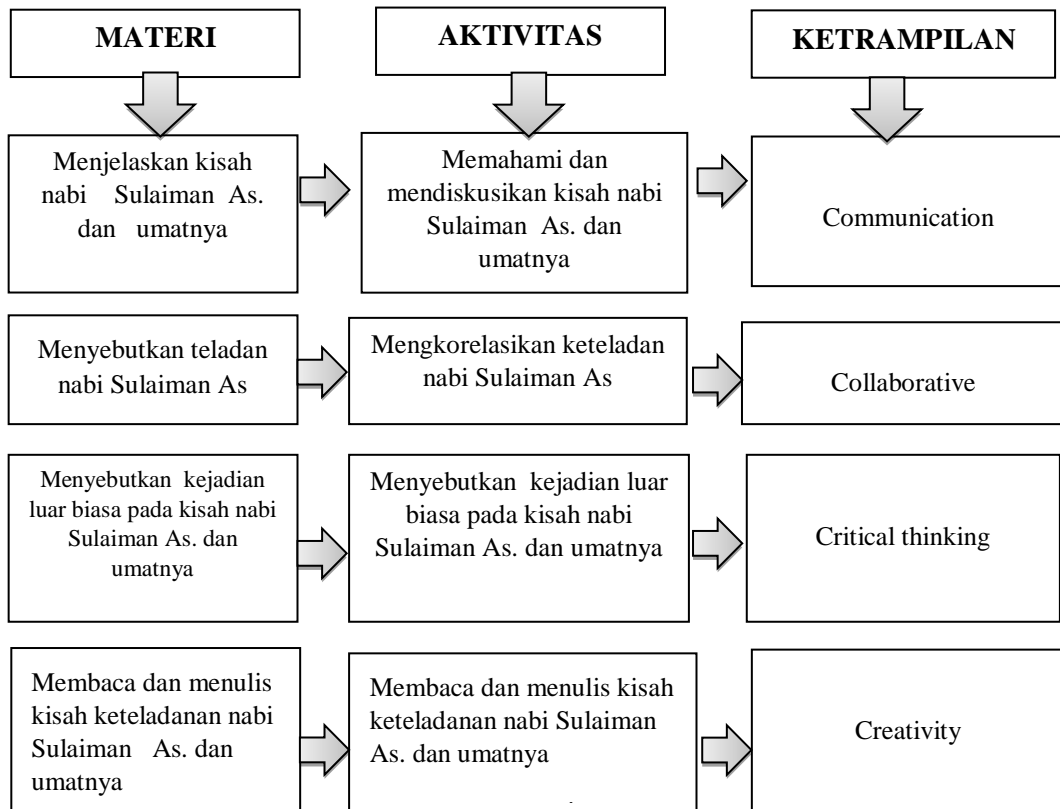 MATERI
AKTIVITAS
KETRAMPILAN
Menjelaskan kisah
nabi Sulaiman As.
dan umatnya
Memahami dan
mendiskusikan kisah nabi
Sulaiman As. dan
umatnya
Communication
Menyebutkan teladan
nabi Sulaiman As
Mengkorelasikan keteladan
nabi Sulaiman As
Collaborative
Menyebutkan kejadian
luar biasa pada kisah nabi
Sulaiman As. dan
umatnya
Menyebutkan kejadian luar
biasa pada kisah nabi
Sulaiman As. dan umatnya
Critical thinking
Membaca dan menulis
kisah keteladanan nabi
Sulaiman As. dan
umatnya
Membaca dan menulis kisah
keteladanan nabi Sulaiman
As. dan umatnya
Creativity